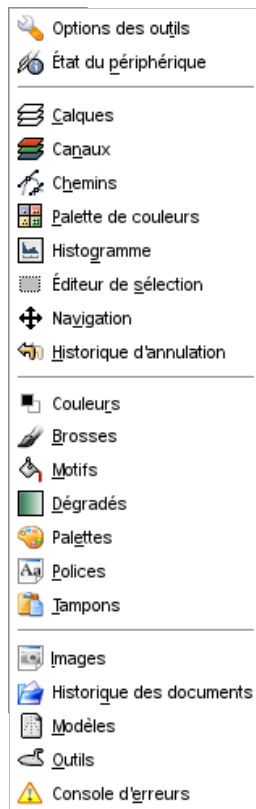 Options des outils
État du périphérique
Calques
Canaux
Chemins
Palette de couleurs
Histogramme
Éditeur de sélection
Navigation
Historique d'annulation
Couleurs
Brosses
Motifs
Dégradés
Palettes
Polices
Tampons
Images
Historique des documents
Modèles
Outils
Console d'erreurs